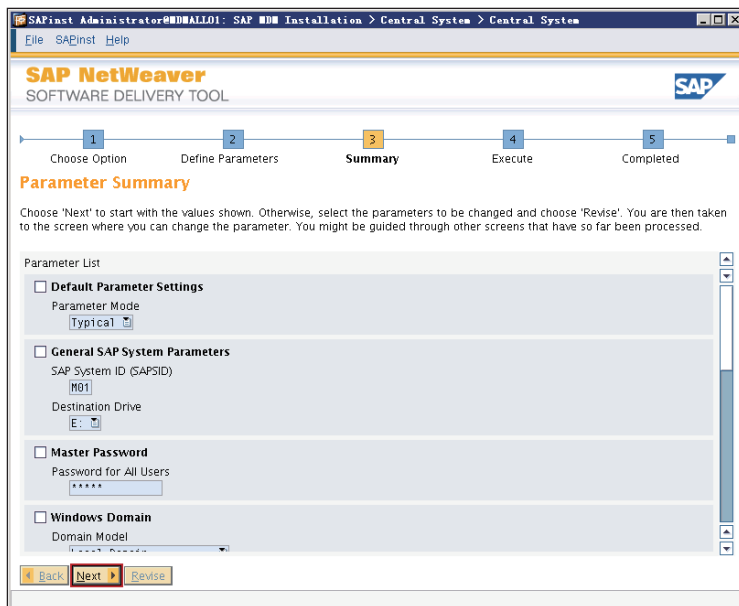 SAPinst Administrator@MDMALL01: SAP MDM Installation > Central System > Central System
File SAPinst Help
SAP NetWeaver
SOFTWARE DELIVERY TOOL
SAP
1 2 3 4 5
Choose Option Define Parameters Summary Execute Completed
Parameter Summary
Choose 'Next' to start with the values shown. Otherwise, select the parameters to be changed and choose 'Revise'. You are then taken
to the screen where you can change the parameter. You might be guided through other screens that have so far been processed.
Parameter List
Default Parameter Settings
Parameter Mode
Typical
General SAP System Parameters
SAP System ID (SAPSID)
M01
Destination Drive
E:
Master Password
Password for All Users
*****
Windows Domain
Domain Model
Local Domain
Back Next Revise